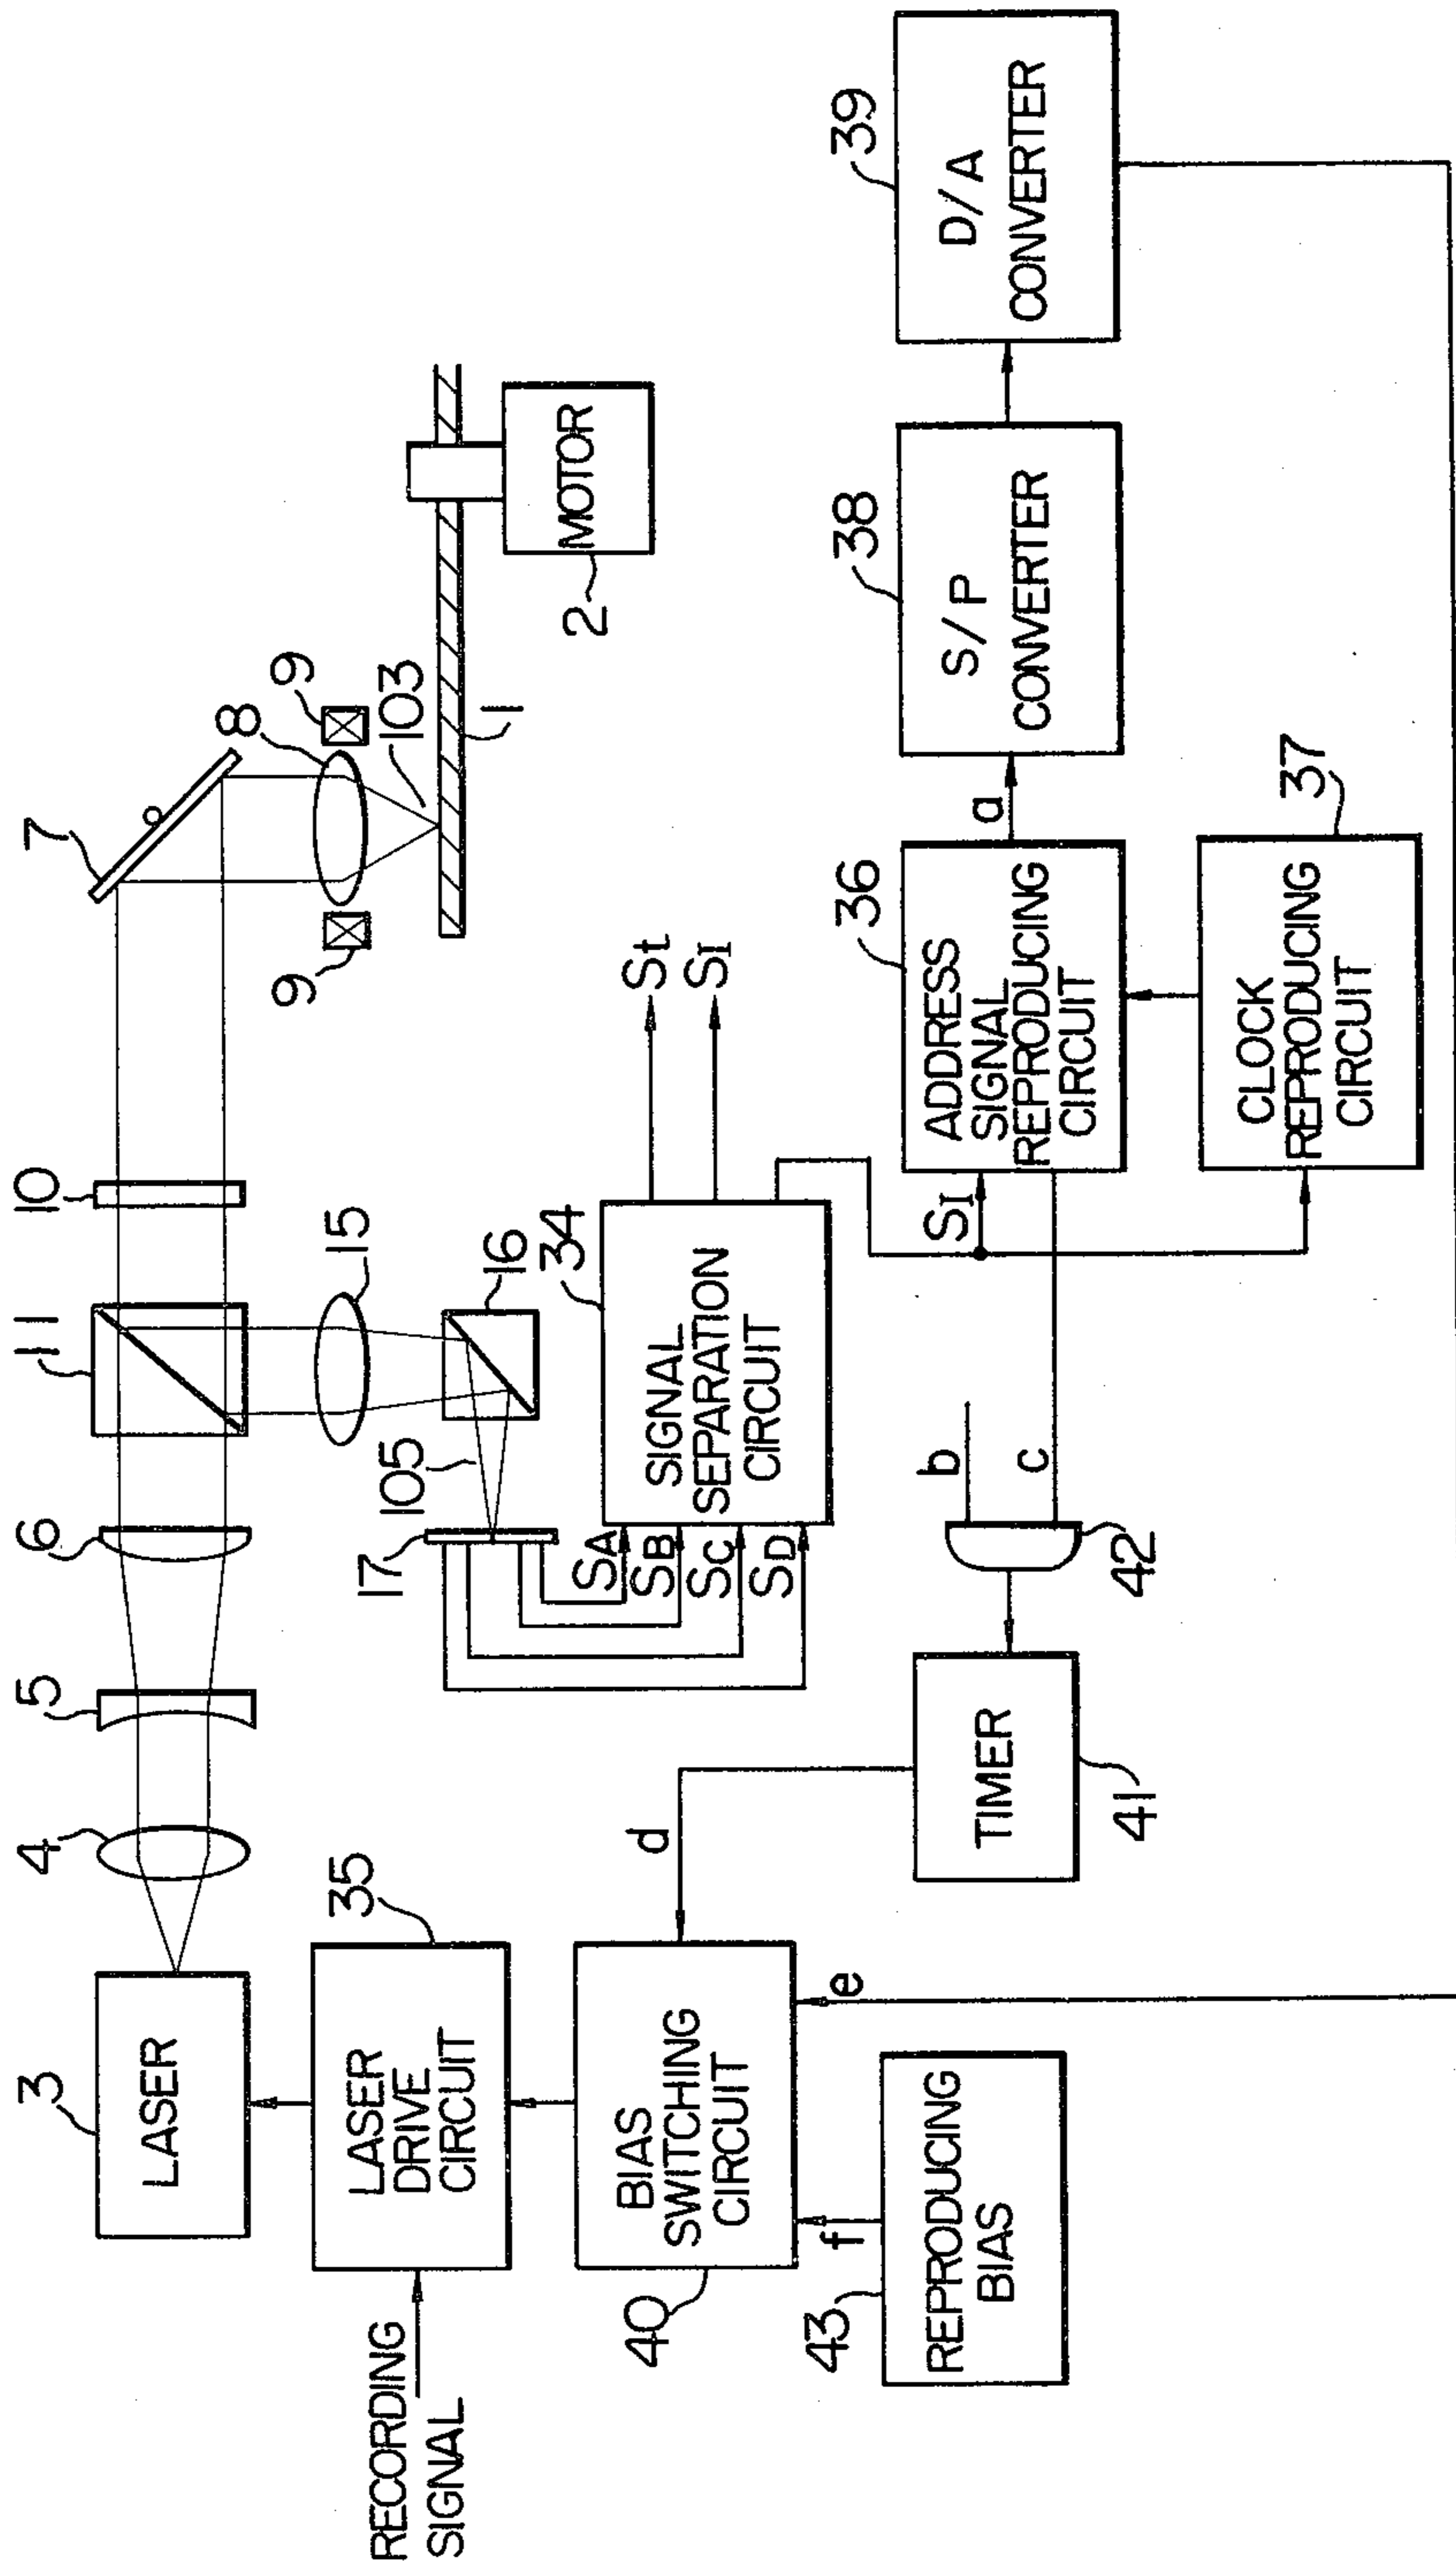 3
LASER
4
5
6
11
10
7
8
9
9
103
1
2
MOTOR
15
16
105
17
SA
SB
SC
SD
34
SIGNAL
SEPARATION
CIRCUIT
St
SI
35
LASER
DRIVE
CIRCUIT
RECORDING
SIGNAL
40
BIAS
SWITCHING
CIRCUIT
d
e
f
43
REPRODUCING
BIAS
TIMER
41
42
b
c
SI
36
ADDRESS
SIGNAL
REPRODUCING
CIRCUIT
37
CLOCK
REPRODUCING
CIRCUIT
a
38
S/P
CONVERTER
39
D/A
CONVERTER